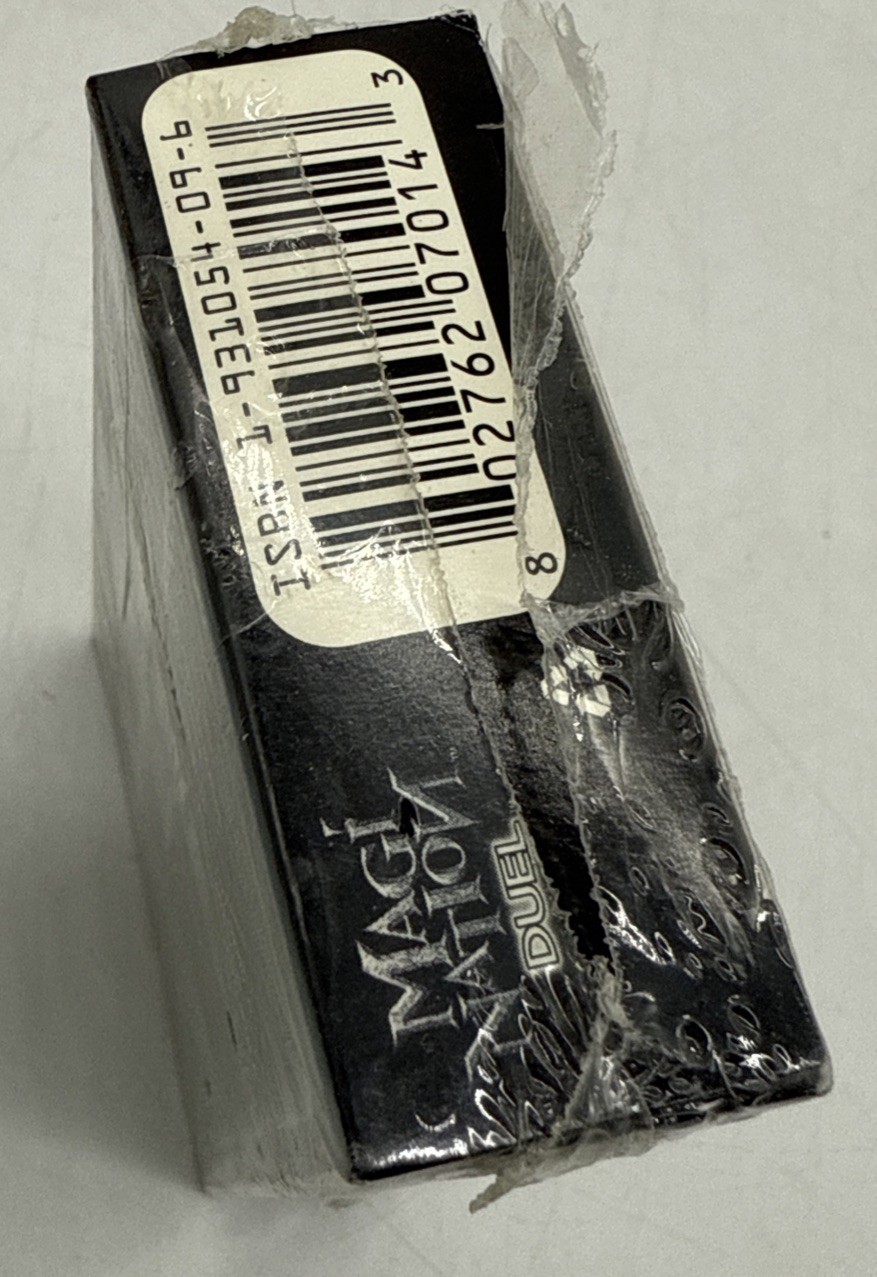 ISBN 1-931054-09-6
8 02762 07014 3
MAGI
NATION
DUEL